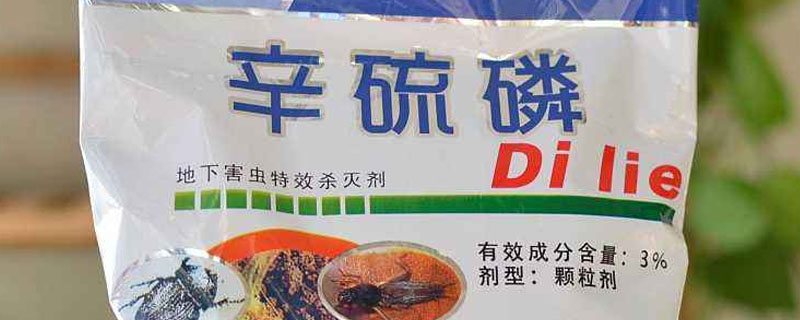 辛硫磷
Di lie
地下害虫特效杀灭剂
有效成分含量：3%
剂型：颗粒剂